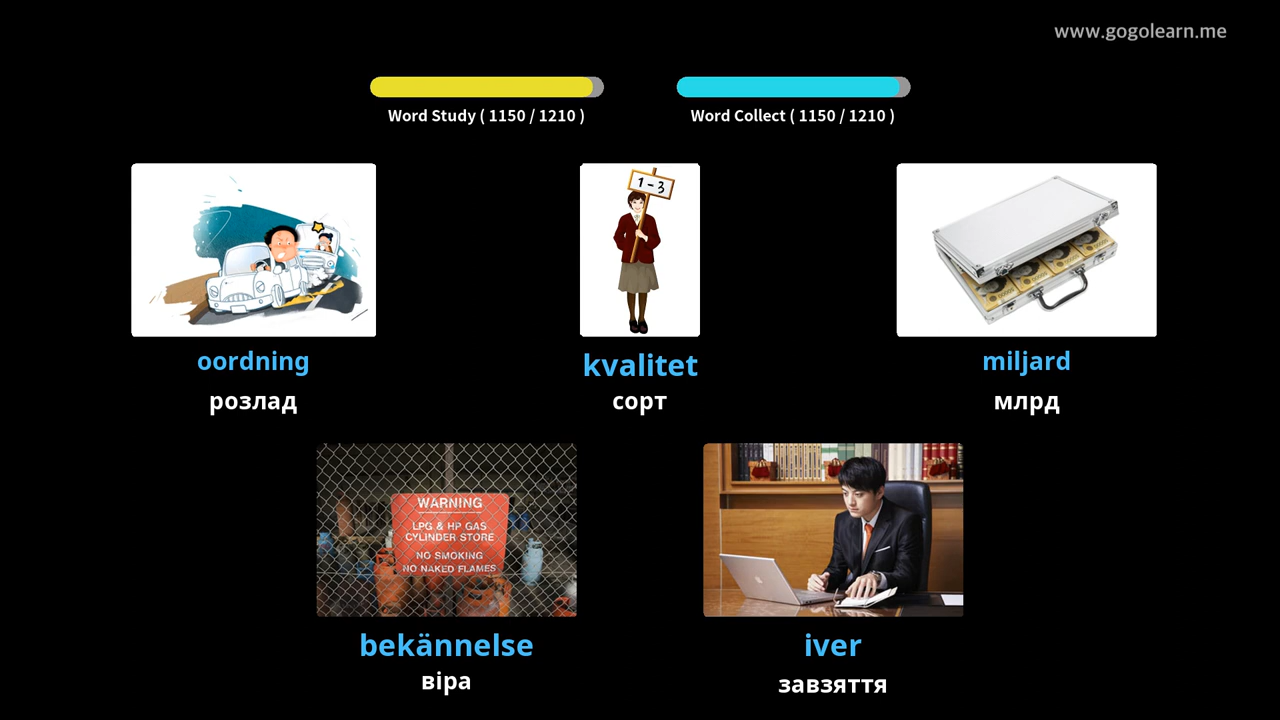 www.gogolearn.me
Word Study ( 1150 / 1210 )
Word Collect ( 1150 / 1210 )
1 - 3
oordning
розлад
kvalitet
сорт
miljard
млрд
WARNING
LPG & HP GAS
CYLINDER STORE
NO SMOKING
NO NAKED FLAMES
bekännelse
віра
iver
завзяття